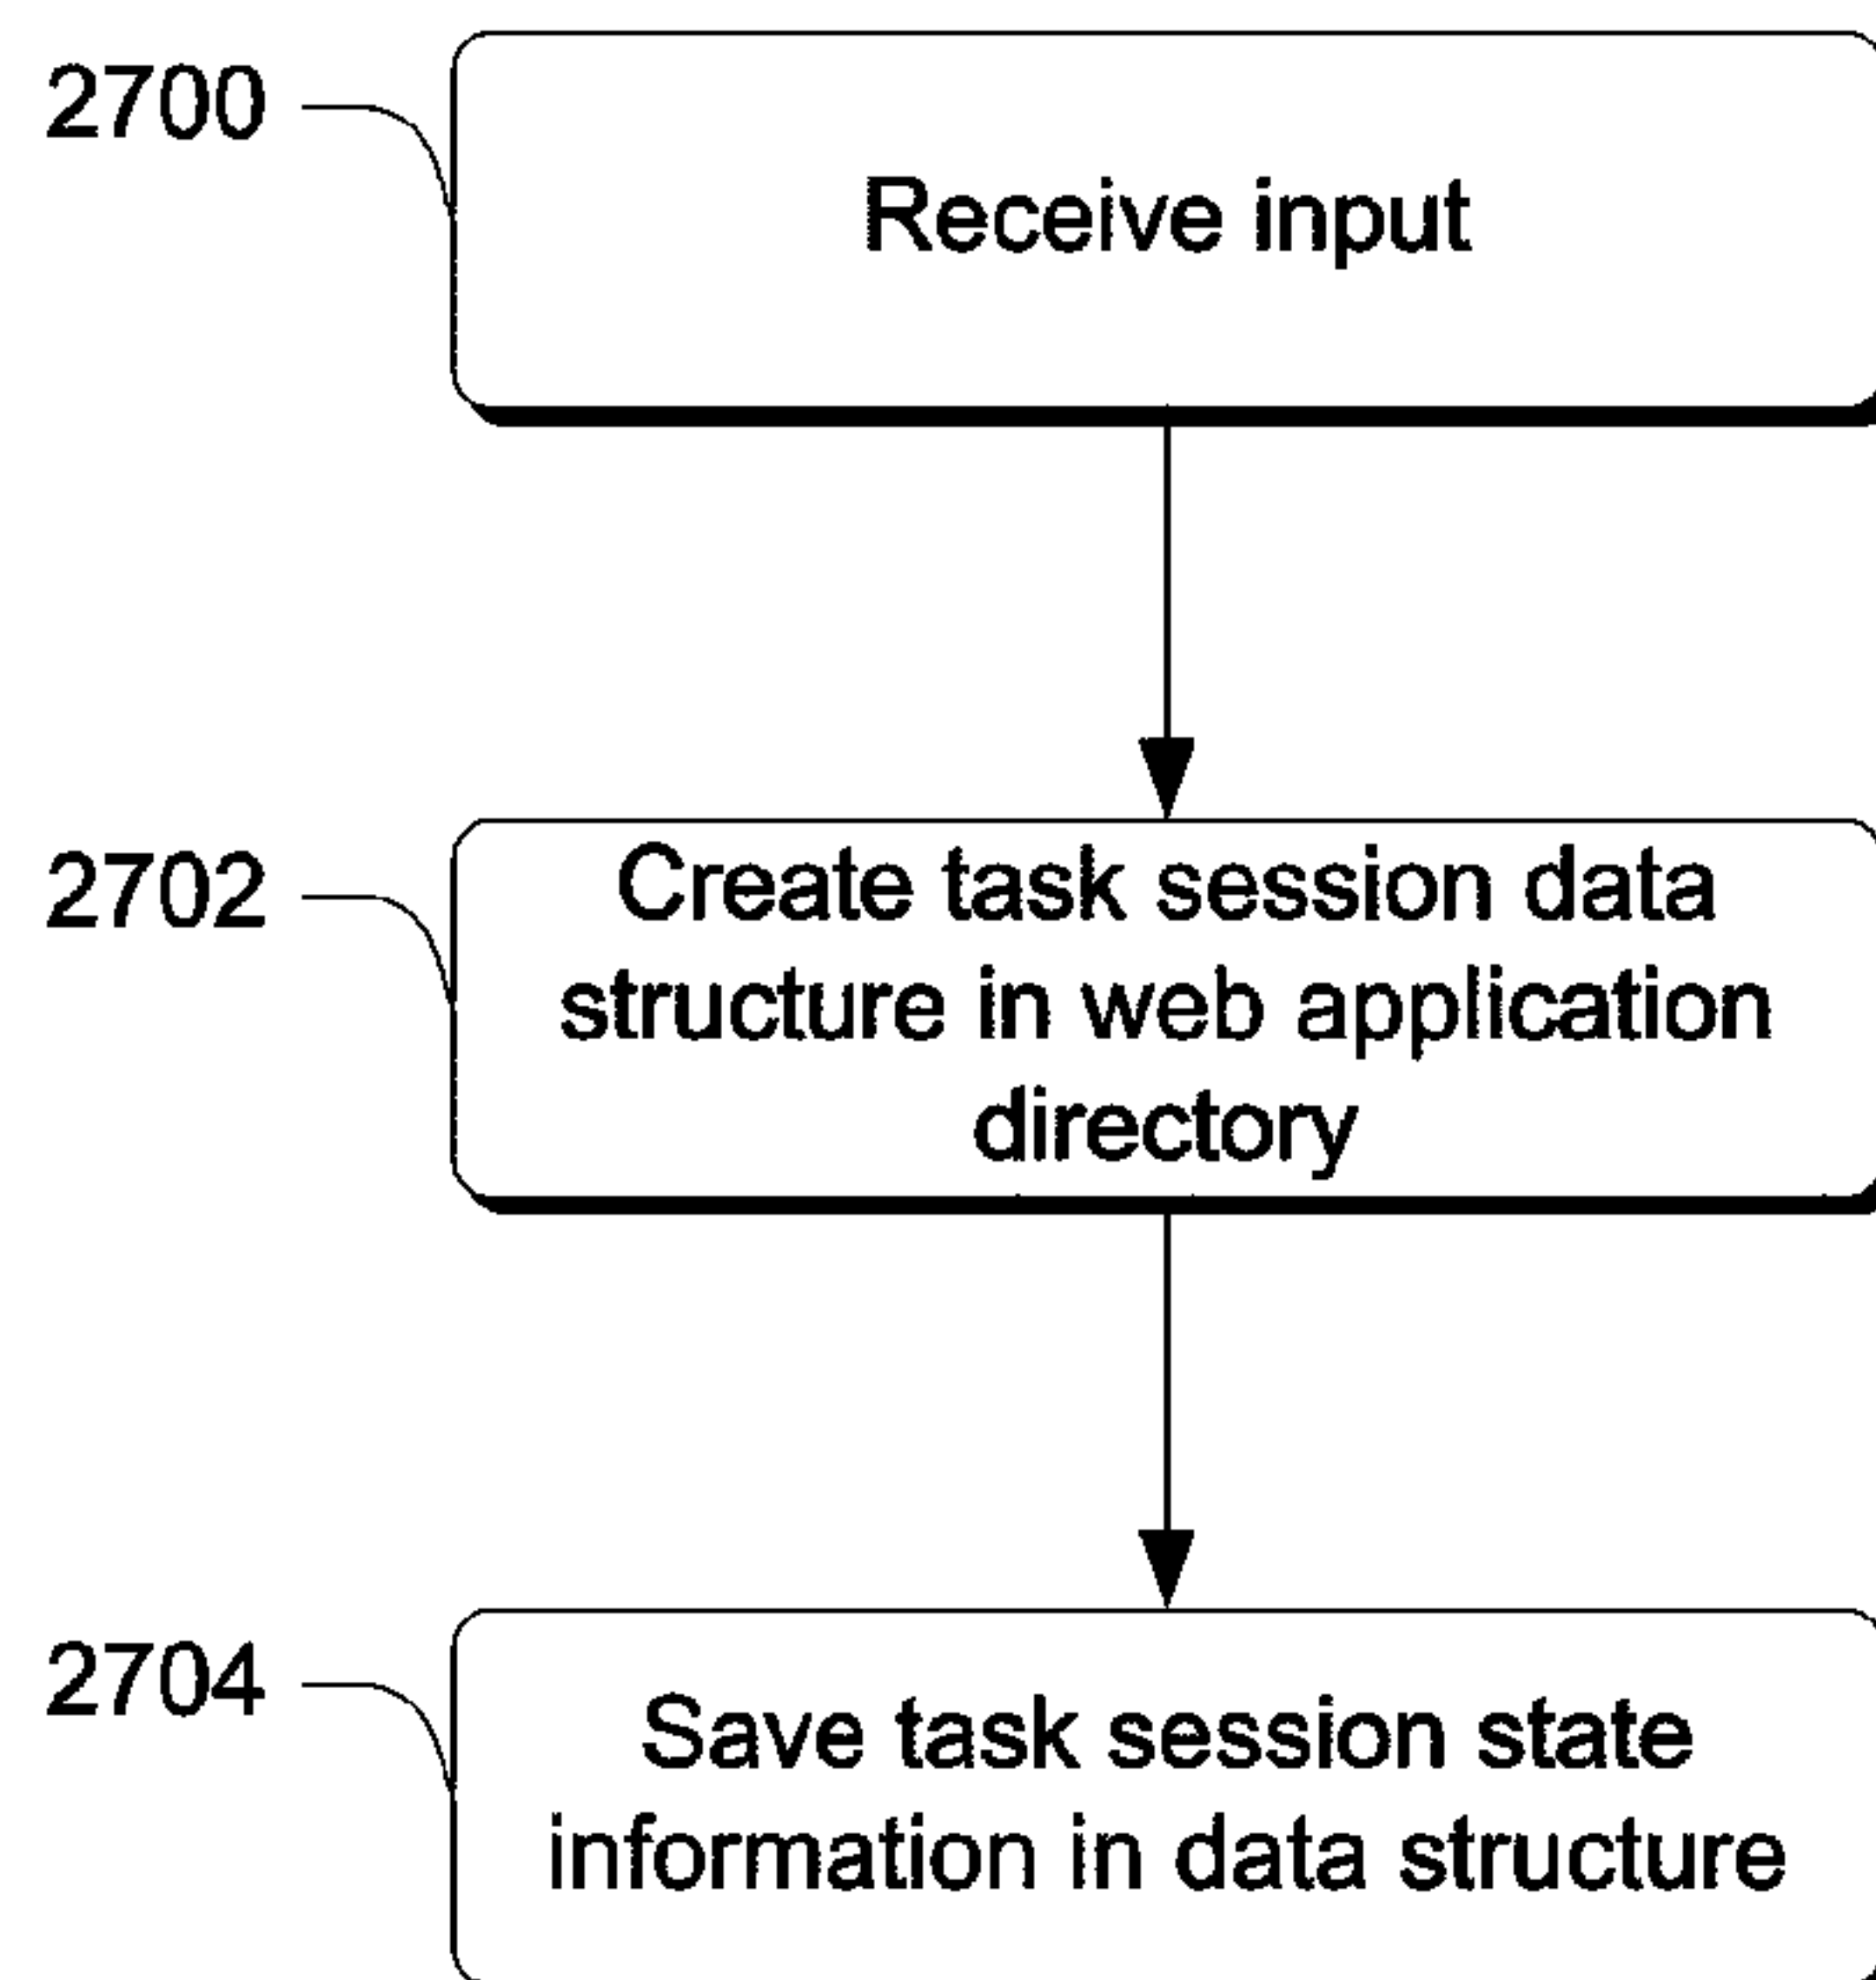 2700
Receive input
2702
Create task session data
structure in web application
directory
2704
Save task session state
information in data structure